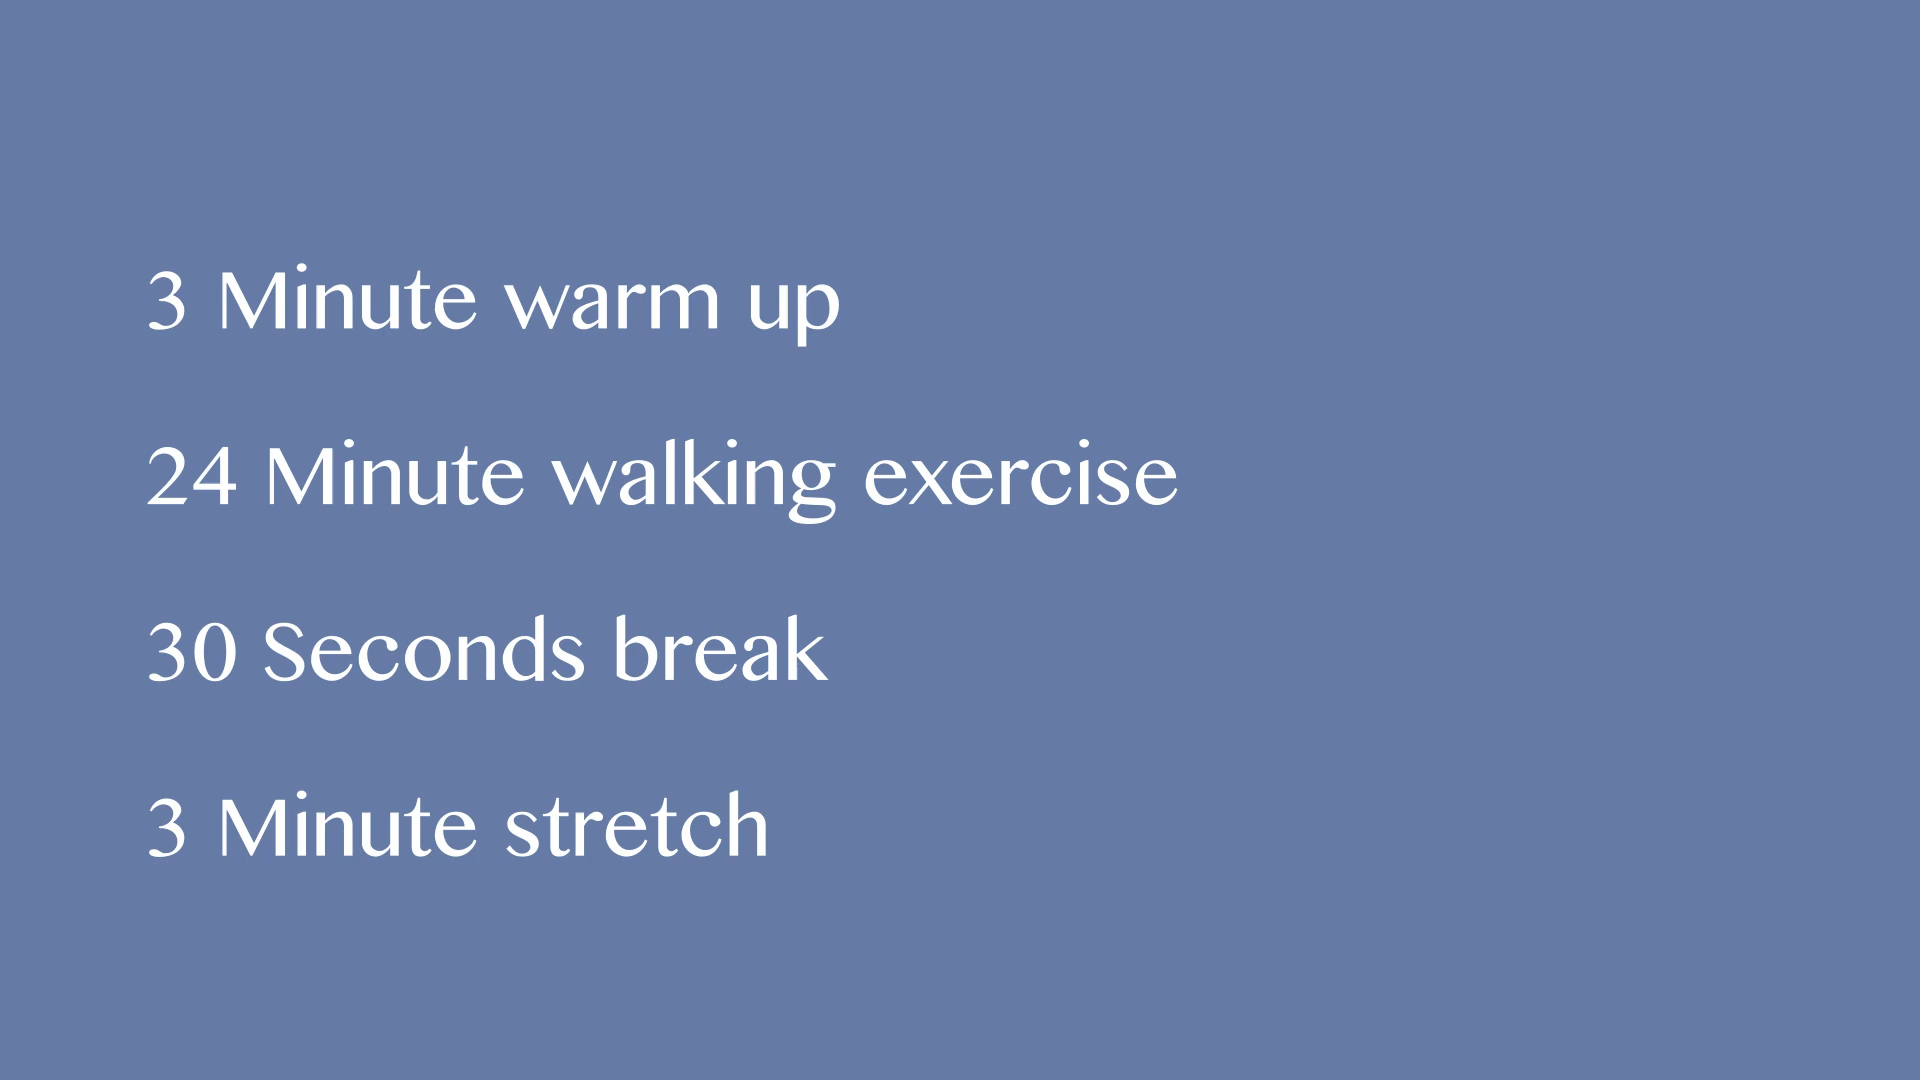 3 Minute warm up
24 Minute walking exercise
30 Seconds break
3 Minute stretch